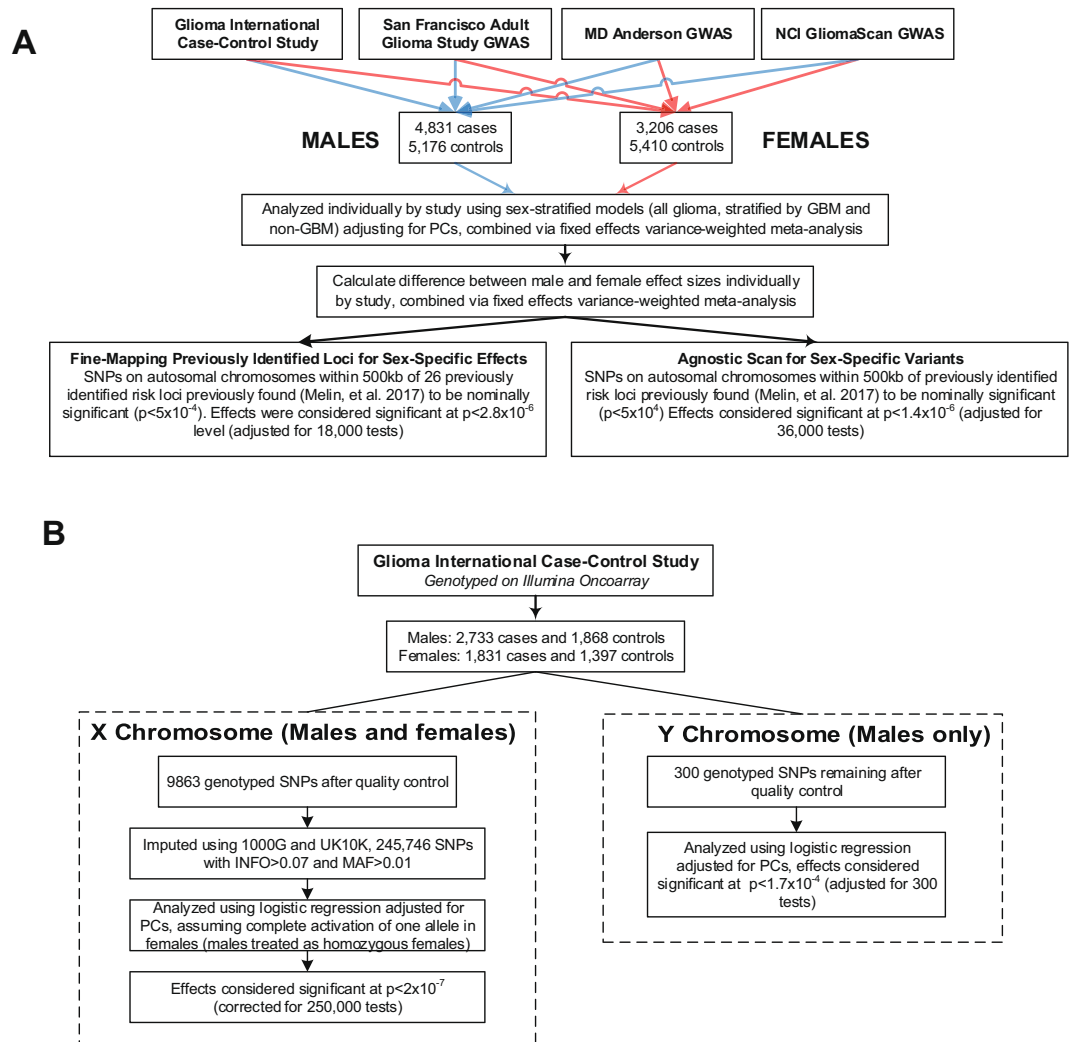 A
Glioma International
Case-Control Study
San Francisco Adult
Glioma Study GWAS
MD Anderson GWAS
NCI GliomaScan GWAS
MALES
4,831 cases
5,176 controls
3,206 cases
5,410 controls
FEMALES
Analyzed individually by study using sex-stratified models (all glioma, stratified by GBM and
non-GBM) adjusting for PCs, combined via fixed effects variance-weighted meta-analysis
Calculate difference between male and female effect sizes individually
by study, combined via fixed effects variance-weighted meta-analysis
Fine-Mapping Previously Identified Loci for Sex-Specific Effects
SNPs on autosomal chromosomes within 500kb of 26 previously
identified risk loci previously found (Melin, et al. 2017) to be nominally
significant (p<5x10⁻⁴). Effects were considered significant at p<2.8x10⁻⁶
level (adjusted for 18,000 tests)
Agnostic Scan for Sex-Specific Variants
SNPs on autosomal chromosomes within 500kb of previously identified
risk loci previously found (Melin, et al. 2017) to be nominally significant
(p<5x10⁴) Effects considered significant at p<1.4x10⁻⁶ (adjusted for
36,000 tests)
B
Glioma International Case-Control Study
Genotyped on Illumina Oncoarray
Males: 2,733 cases and 1,868 controls
Females: 1,831 cases and 1,397 controls
X Chromosome (Males and females)
9863 genotyped SNPs after quality control
Imputed using 1000G and UK10K, 245,746 SNPs
with INFO>0.07 and MAF>0.01
Analyzed using logistic regression adjusted for
PCs, assuming complete activation of one allele in
females (males treated as homozygous females)
Effects considered significant at p<2x10⁻⁷
(corrected for 250,000 tests)
Y Chromosome (Males only)
300 genotyped SNPs remaining after
quality control
Analyzed using logistic regression
adjusted for PCs, effects considered
significant at p<1.7x10⁻⁴ (adjusted for 300
tests)